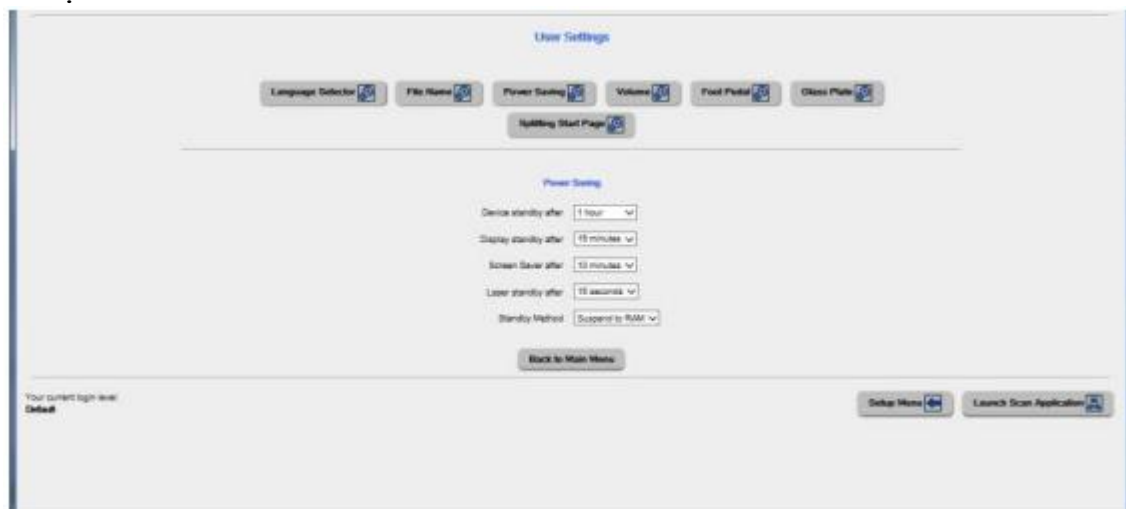 User Settings
Language Selector File Name Power Saving Volume Foot Pedal Glass Plate
Splitting Start Page
Power Saving
Device standby after 1 hour
Display standby after 15 minutes
Screen Saver after 10 minutes
Laser standby after 15 seconds
Standby Method Suspend to RAM
Back to Main Menu
Your current login level:
Default
Setup Menu Launch Scan Application